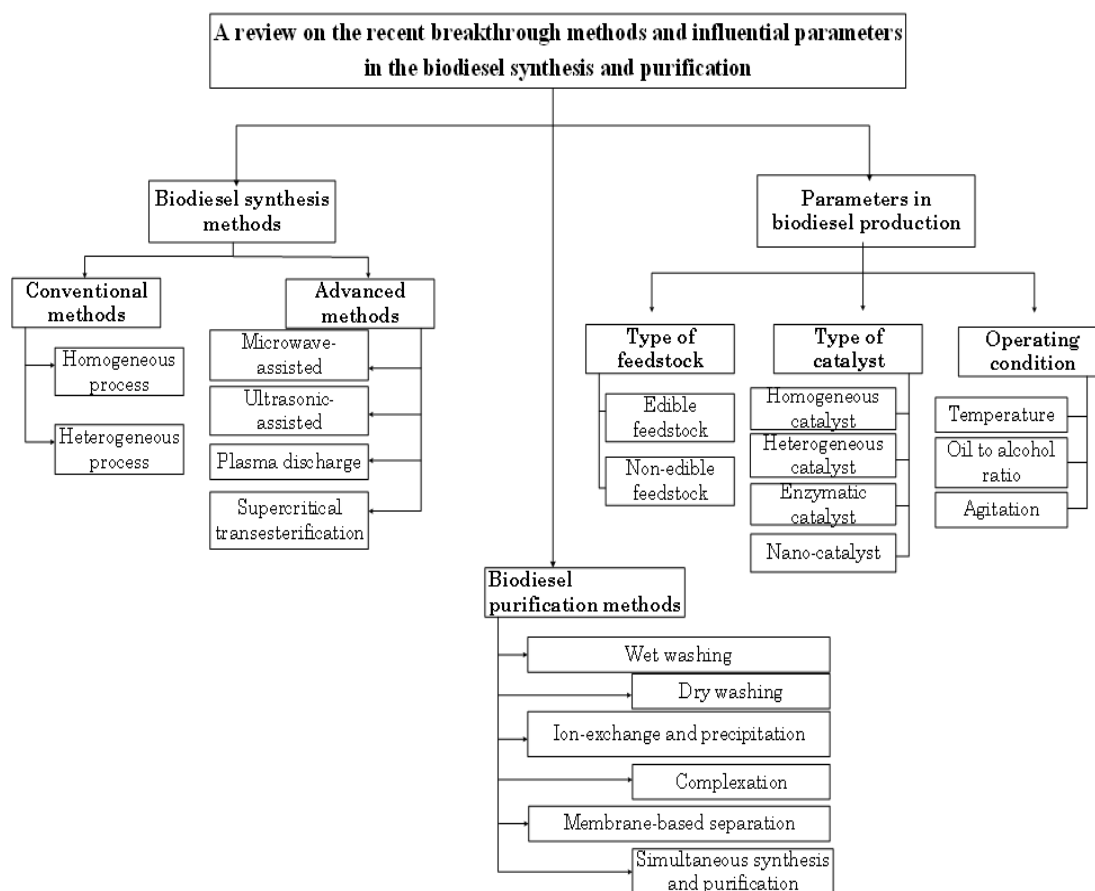 A review on the recent breakthrough methods and influential parameters
in the biodiesel synthesis and purification
Biodiesel synthesis
methods
Conventional
methods
Homogeneous
process
Heterogeneous
process
Advanced
methods
Microwave-
assisted
Ultrasonic-
assisted
Plasma discharge
Supercritical
transesterification
Parameters in
biodiesel production
Type of
feedstock
Edible
feedstock
Non-edible
feedstock
Type of
catalyst
Homogeneous
catalyst
Heterogeneous
catalyst
Enzymatic
catalyst
Nano-catalyst
Operating
condition
Temperature
Oil to alcohol
ratio
Agitation
Biodiesel
purification methods
Wet washing
Dry washing
Ion-exchange and precipitation
Complexation
Membrane-based separation
Simultaneous synthesis
and purification